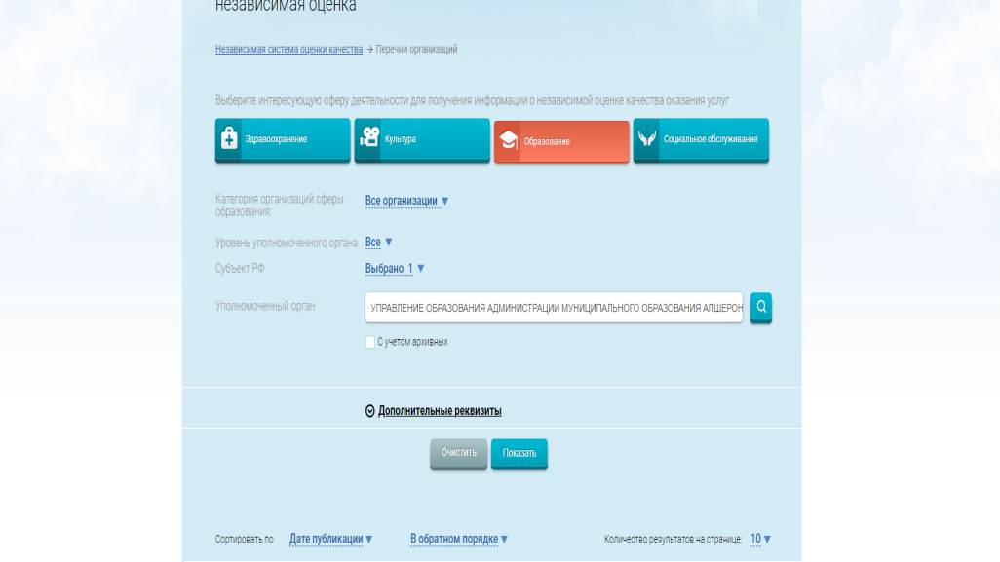 независимая оценка
Независимая система оценки качества → Перечни организаций
Выберите интересующую сферу деятельности для получения информации о независимой оценке качества оказания услуг
Здравоохранение
Культура
Образование
Социальное обслуживание
Категория организаций сферы
образования:
Все организации ▼
Уровень уполномоченного органа
Все ▼
Субъект РФ
Выбрано 1 ▼
Уполномоченный орган
УПРАВЛЕНИЕ ОБРАЗОВАНИЯ АДМИНИСТРАЦИИ МУНИЦИПАЛЬНОГО ОБРАЗОВАНИЯ АПШЕРОН
С учетом архивных
Дополнительные реквизиты
Очистить
Показать
Сортировать по
Дате публикации ▼
В обратном порядке ▼
Количество результатов на странице:
10 ▼